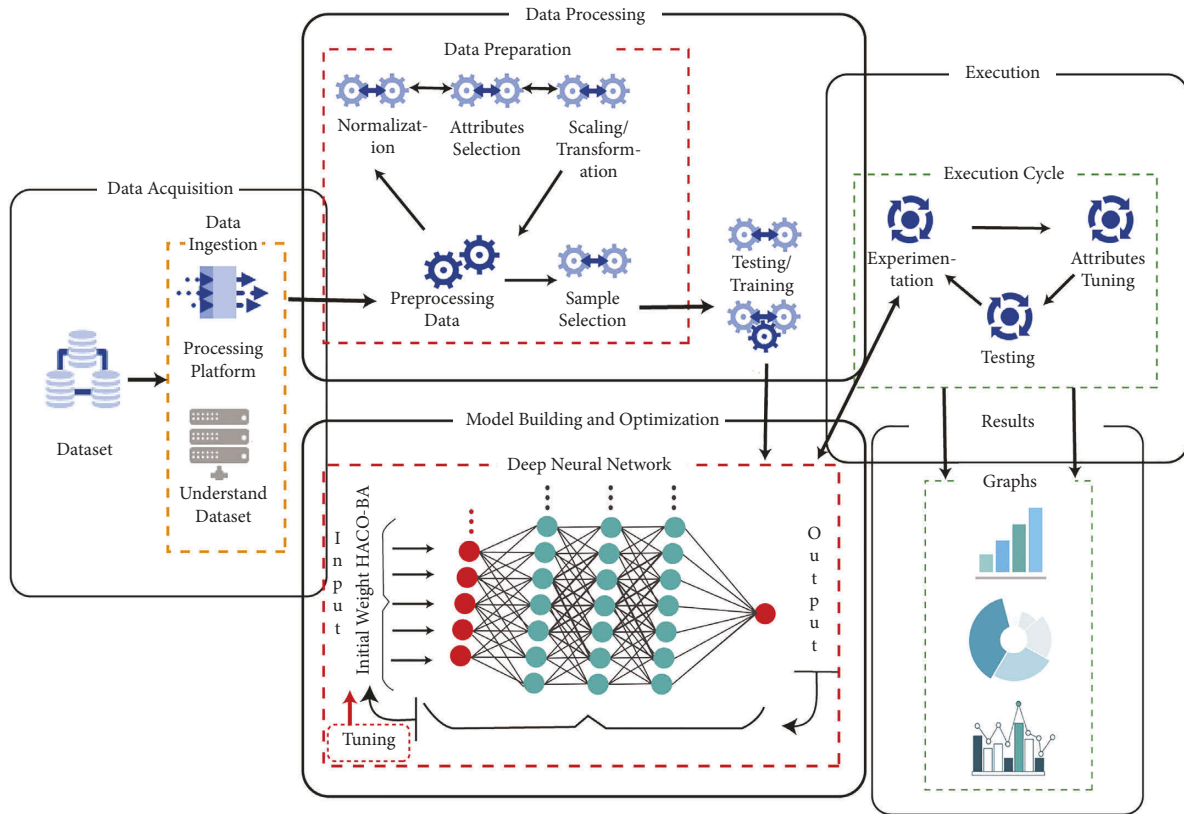 Data Processing
Data Preparation
Normalizat-
ion
Attributes
Selection
Scaling/
Transform-
ation
Preprocessing
Data
Sample
Selection
Testing/
Training
Data Acquisition
Data
Ingestion
Processing
Platform
Understand
Dataset
Dataset
Execution
Execution Cycle
Experimen-
tation
Attributes
Tuning
Testing
Model Building and Optimization
Deep Neural Network
Input
Initial Weight HACO-BA
Output
Tuning
Results
Graphs